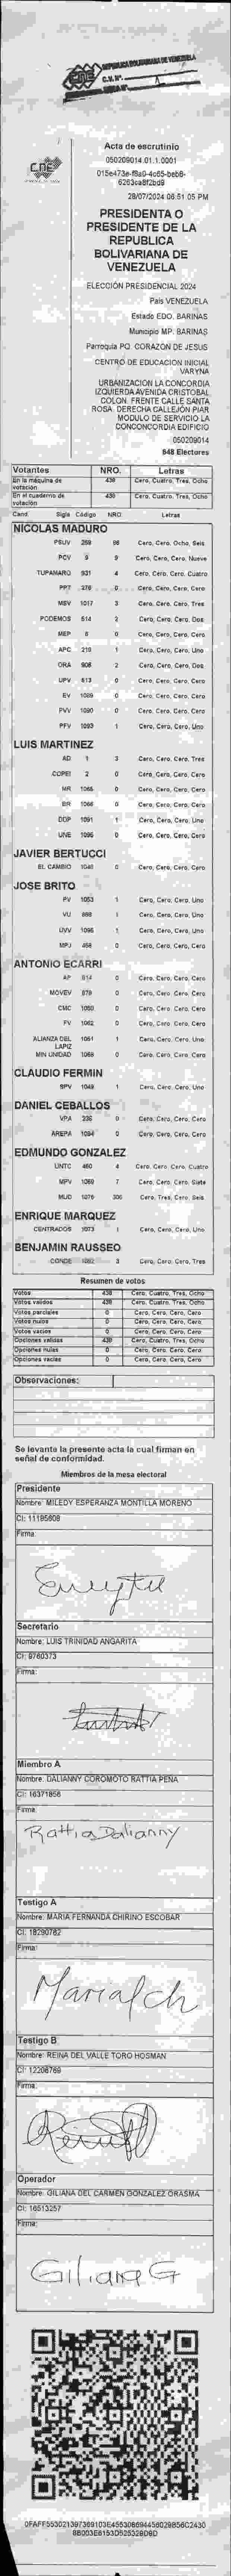 REPUBLICA BOLIVARIANA DE VENEZUELA
C.V. Nº
CNE
Acta de escrutinio
050209014.01.1.0001
28/07/2024 06:51:05 PM
PRESIDENTA O
PRESIDENTE DE LA
REPUBLICA
BOLIVARIANA DE
VENEZUELA
ELECCIÓN PRESIDENCIAL 2024
País VENEZUELA
Estado EDO. BARINAS
Municipio MP. BARINAS
Parroquia PQ. CORAZON DE JESUS
CENTRO DE EDUCACION INICIAL
VARYNA
URBANIZACION LA CONCORDIA.
IZQUIERDA AVENIDA CRISTOBAL
COLON. FRENTE CALLE SANTA
ROSA. DERECHA CALLEJON PIAR
MODULO DE SERVICIO LA
CONCONCORDIA EDIFICIO
050209014
648 Electores
Votantes NRO. Letras
En la máquina de votación 438 Cero, Cuatro, Tres, Ocho
En el cuaderno de votación 438 Cero, Cuatro, Tres, Ocho
Cand Sigla Código NRO Letras
NICOLAS MADURO
PSUV 268 86 Cero, Cero, Ocho, Seis
PCV 9 9 Cero, Cero, Cero, Nueve
TUPAMARO 931 4 Cero, Cero, Cero, Cuatro
PPT 276 0 Cero, Cero, Cero, Cero
MSV 1017 3 Cero, Cero, Cero, Tres
PODEMOS 514 2 Cero, Cero, Cero, Dos
MEP 8 0 Cero, Cero, Cero, Cero
APC 219 1 Cero, Cero, Cero, Uno
ORA 908 2 Cero, Cero, Cero, Dos
UPV 613 0 Cero, Cero, Cero, Cero
EV 1089 0 Cero, Cero, Cero, Cero
PVV 1090 0 Cero, Cero, Cero, Cero
PFV 1093 1 Cero, Cero, Cero, Uno
LUIS MARTINEZ
AD 1 3 Cero, Cero, Cero, Tres
COPEI 2 0 Cero, Cero, Cero, Cero
MR 1065 0 Cero, Cero, Cero, Cero
BR 1066 0 Cero, Cero, Cero, Cero
DDP 1091 1 Cero, Cero, Cero, Uno
UNE 1096 0 Cero, Cero, Cero, Cero
JAVIER BERTUCCI
EL CAMBIO 1040 0 Cero, Cero, Cero, Cero
JOSE BRITO
PV 1053 1 Cero, Cero, Cero, Uno
VU 1 Cero, Cero, Cero, Uno
UVV 1095 1 Cero, Cero, Cero, Uno
MPJ 458 0 Cero, Cero, Cero, Cero
ANTONIO ECARRI
AP 814 0 Cero, Cero, Cero, Cero
MOVEV 879 0 Cero, Cero, Cero, Cero
CMC 1050 0 Cero, Cero, Cero, Cero
FV 1062 0 Cero, Cero, Cero, Cero
ALIANZA DEL LAPIZ 1051 1 Cero, Cero, Cero, Uno
MIN UNIDAD 1068 0 Cero, Cero, Cero, Cero
CLAUDIO FERMIN
SPV 1048 1 Cero, Cero, Cero, Uno
DANIEL CEBALLOS
VPA 236 0 Cero, Cero, Cero, Cero
AREPA 1094 0 Cero, Cero, Cero, Cero
EDMUNDO GONZALEZ
UNTC 460 4 Cero, Cero, Cero, Cuatro
MPV 1069 7 Cero, Cero, Cero, Siete
MUD 1076 306 Cero, Tres, Cero, Seis
ENRIQUE MARQUEZ
CENTRADOS 1073 1 Cero, Cero, Cero, Uno
BENJAMIN RAUSSEO
CONDE 1082 3 Cero, Cero, Cero, Tres
Resumen de votos
Votos 438 Cero, Cuatro, Tres, Ocho
Votos validos 438 Cero, Cuatro, Tres, Ocho
Votos parciales 0 Cero, Cero, Cero, Cero
Votos nulos 0 Cero, Cero, Cero, Cero
Votos vacios 0 Cero, Cero, Cero, Cero
Opciones validas 438 Cero, Cuatro, Tres, Ocho
Opciones nulas 0 Cero, Cero, Cero, Cero
Opciones vacias 0 Cero, Cero, Cero, Cero
Observaciones:
Se levanta la presente acta la cual firman en
señal de conformidad.
Miembros de la mesa electoral
Presidente
Nombre: MILEDY ESPERANZA MONTILLA MORENO
CI: 11185608
Firma:
Secretario
Nombre: LUIS TRINIDAD ANGARITA
CI: 9760373
Firma:
Miembro A
Nombre: DALIANNY COROMOTO RATTIA PENA
CI: 16371856
Firma:
Rattia Dalianny
Testigo A
Nombre: MARIA FERNANDA CHIRINO ESCOBAR
CI: 18290762
Firma:
Mariafch
Testigo B
Nombre: REINA DEL VALLE TORO HOSMAN
CI: 12206769
Firma:
Operador
Nombre: GILIANA DEL CARMEN GONZALEZ ORASMA
CI: 16513257
Firma:
Giliana G